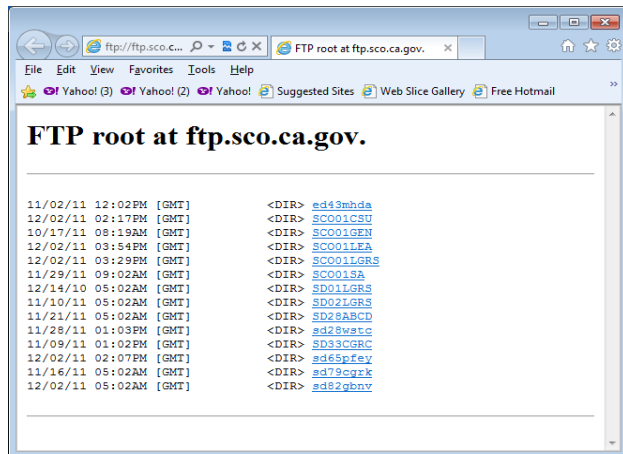 ftp://ftp.sco.c...
FTP root at ftp.sco.ca.gov.
File Edit View Favorites Tools Help
Yahoo! (3) Yahoo! (2) Yahoo! Suggested Sites Web Slice Gallery Free Hotmail
FTP root at ftp.sco.ca.gov.
11/02/11 12:02PM [GMT] <DIR> ed43mhda
12/02/11 02:17PM [GMT] <DIR> SCO01CSU
10/17/11 08:19AM [GMT] <DIR> SCO01GEN
12/02/11 03:54PM [GMT] <DIR> SCO01LEA
12/02/11 03:29PM [GMT] <DIR> SCO01LGRS
11/29/11 09:02AM [GMT] <DIR> SCO01SA
12/14/10 05:02AM [GMT] <DIR> SD01LGRS
11/10/11 05:02AM [GMT] <DIR> SD02LGRS
11/21/11 05:02AM [GMT] <DIR> SD28ABCD
11/28/11 01:03PM [GMT] <DIR> sd28wstc
11/09/11 01:02PM [GMT] <DIR> SD33CGRC
12/02/11 02:07PM [GMT] <DIR> sd65pfey
11/16/11 05:02AM [GMT] <DIR> sd79cgrk
12/02/11 05:02AM [GMT] <DIR> sd82gbnv